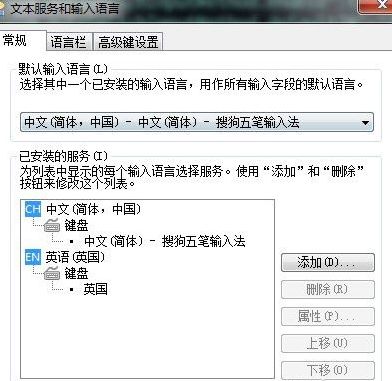 文本服务和输入语言
常规 语言栏 高级键设置
默认输入语言(L)
选择其中一个已安装的输入语言，用作所有输入字段的默认语言。
中文(简体，中国) - 中文(简体) - 搜狗五笔输入法
已安装的服务(I)
为列表中显示的每个输入语言选择服务。使用“添加”和“删除”
按钮来修改这个列表。
CH 中文(简体，中国)
键盘
• 中文(简体) - 搜狗五笔输入法
EN 英语(英国)
键盘
• 英国
添加(D)...
删除(R)
属性(P)...
上移(U)
下移(O)